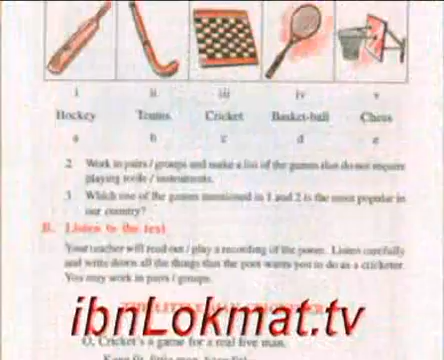 i ii iii iv v
Hockey Tennis Cricket Basket-ball Chess
a b c d e
2 Work in pairs / groups and make a list of the games that do not require
playing tools / instruments.
3 Which one of the games mentioned in 1 and 2 is the most popular in
our country?
B. Listen to the text
Your teacher will read out / play a recording of the poem. Listen carefully
and write down all the things that the poet wants you to do as a cricketer.
You may work in pairs / groups.
ibnLokmat.tv
O, Cricket's a game for a real live man,